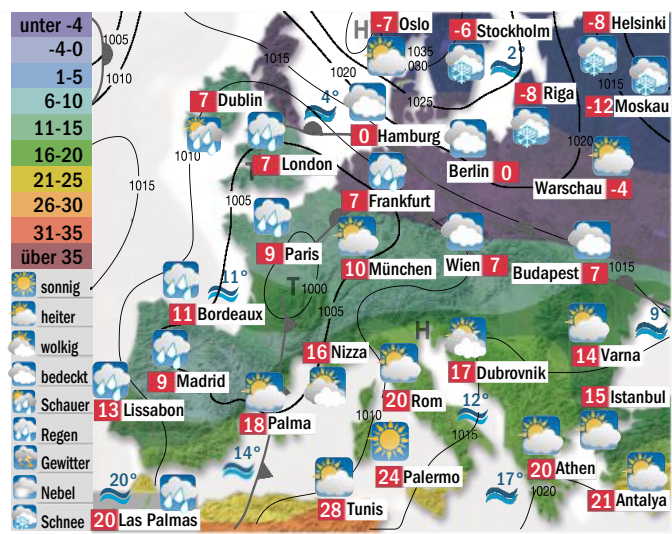 unter -4
-4-0
1-5
6-10
11-15
16-20
21-25
26-30
31-35
über 35
sonnig
heiter
wolkig
bedeckt
Schauer
Regen
Gewitter
Nebel
Schnee
1005
1010
1015
H
-7 Oslo
1035
1030
-6 Stockholm
2°
-8 Helsinki
1015
-12 Moskau
1020
1025
-8 Riga
7 Dublin
4°
0 Hamburg
1010
7 London
Berlin 0
1020
Warschau -4
1015
1005
7 Frankfurt
9 Paris
10 München
Wien 7
Budapest 7
1015
11°
T
1000
11 Bordeaux
1005
H
9°
14 Varna
16 Nizza
17 Dubrovnik
9 Madrid
20 Rom
15 Istanbul
13 Lissabon
18 Palma
1010
12°
1015
14°
24 Palermo
20 Athen
20°
17°
1020
21 Antalya
20 Las Palmas
28 Tunis